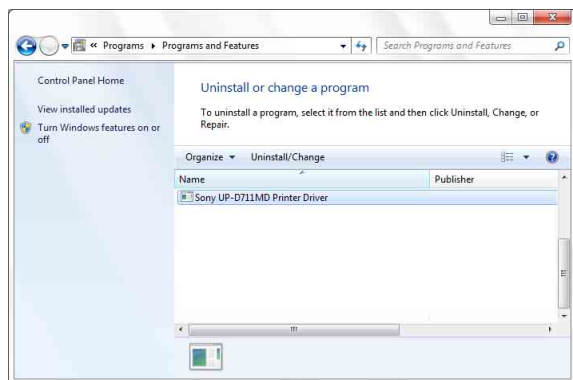 « Programs ▸ Programs and Features
Search Programs and Features
Control Panel Home
View installed updates
Turn Windows features on or
off
Uninstall or change a program
To uninstall a program, select it from the list and then click Uninstall, Change, or
Repair.
Organize ▾ Uninstall/Change
Name Publisher
Sony UP-D711MD Printer Driver